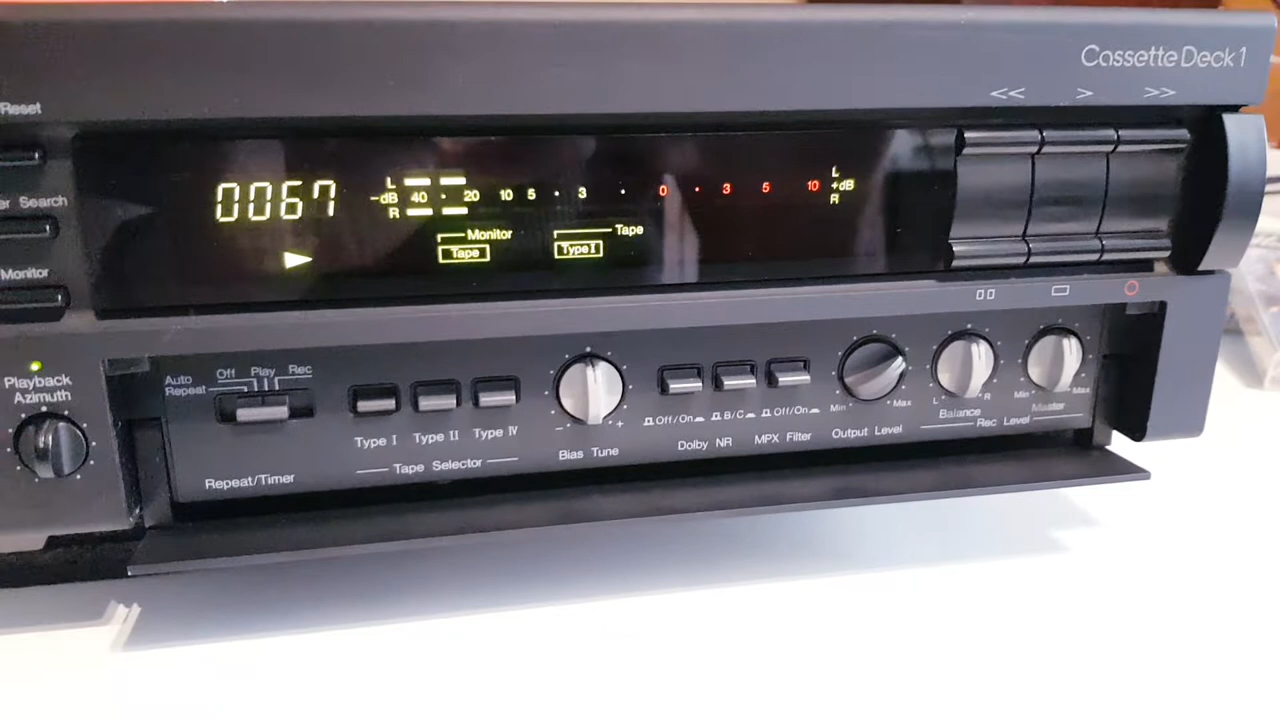 Cassette Deck 1
<< > >>
Reset
er Search
Monitor
0067
L
-dB 40 · 20 10 5 · 3 · 0 · 3 5 10 +dB
R
L
R
Monitor
Tape
Tape
Type I
Playback
Azimuth
Auto
Repeat
Off Play Rec
Repeat/Timer
Type I Type II Type IV
Tape Selector
- +
Bias Tune
Off/On B/C Off/On
Dolby NR MPX Filter
Min Max
Output Level
L R
Balance
Min Max
Master
Rec Level